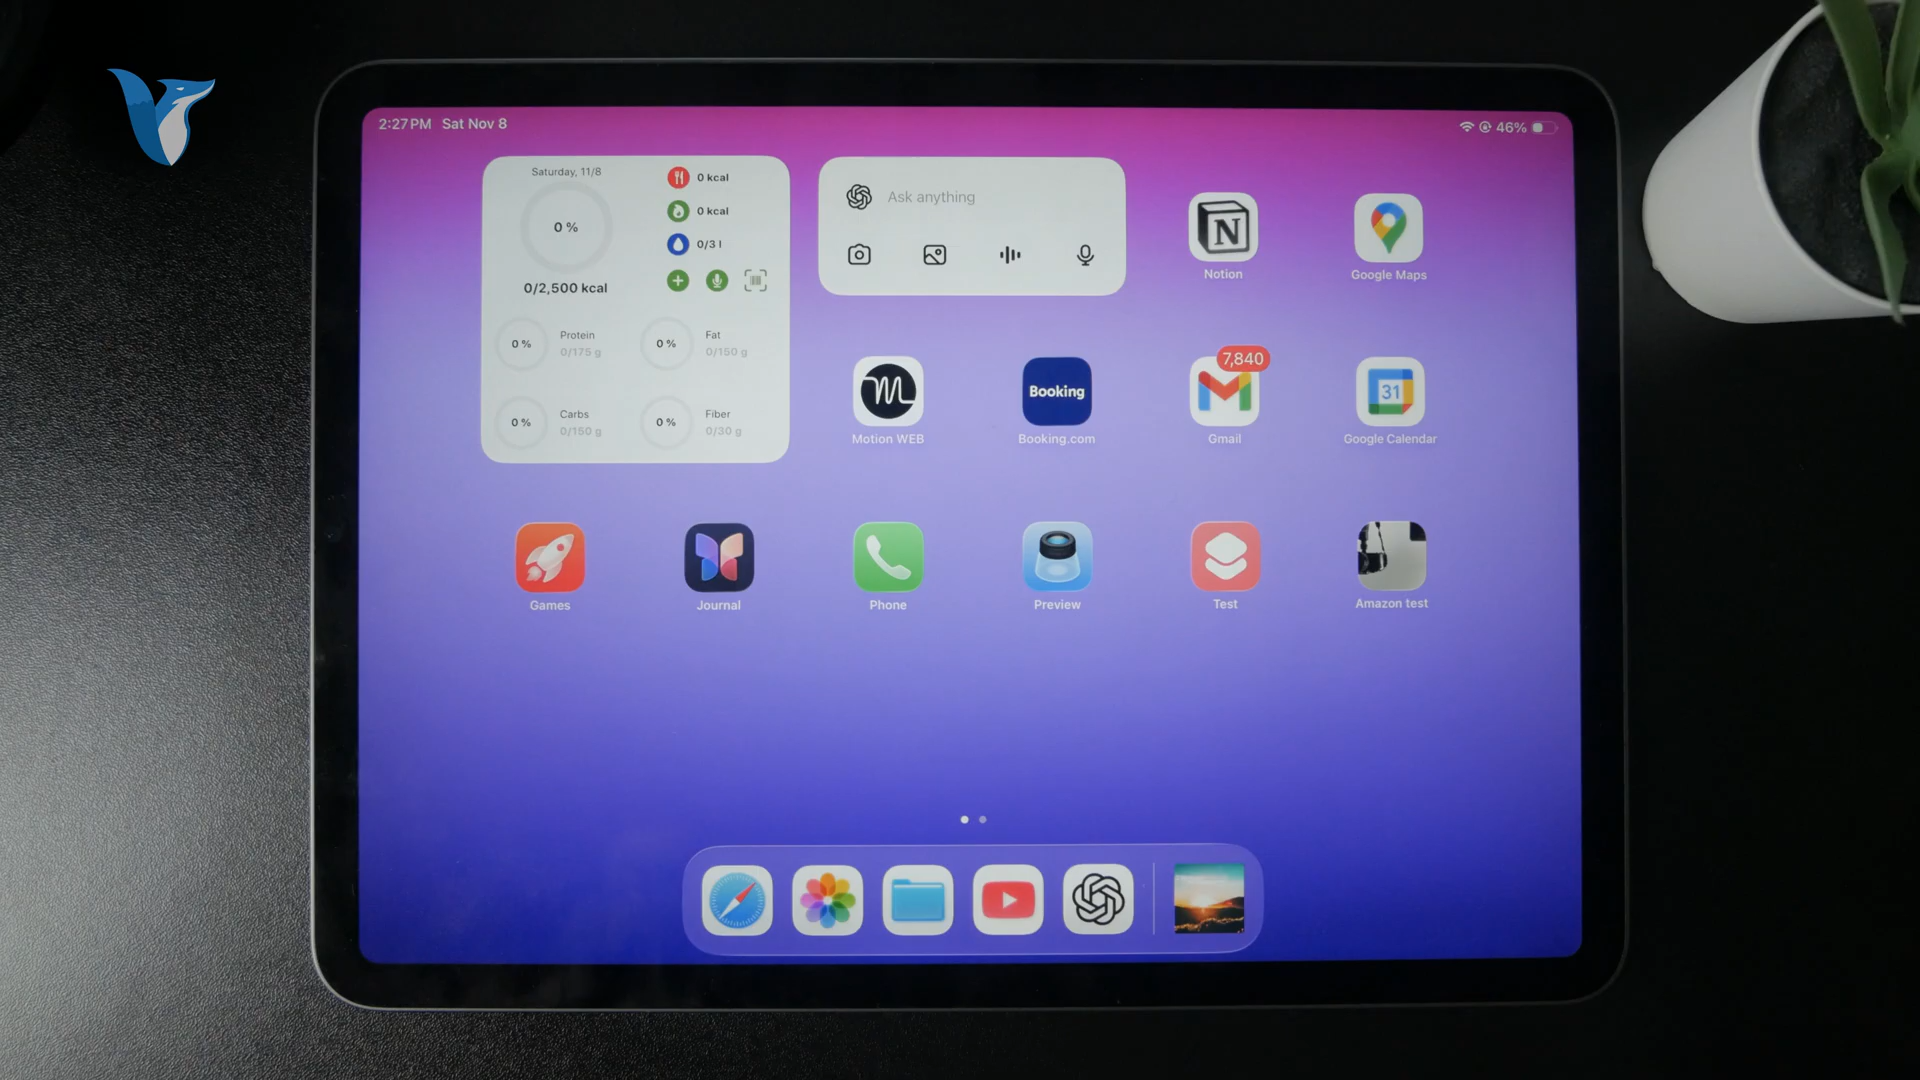 2:27 PM Sat Nov 8
46%
Saturday, 11/8
0 %
0/2,500 kcal
0 kcal
0 kcal
0/3 l
0 %
Protein
0/175 g
0 %
Fat
0/150 g
0 %
Carbs
0/150 g
0 %
Fiber
0/30 g
Ask anything
N
Notion
Google Maps
Motion WEB
Booking
Booking.com
7,840
Gmail
31
Google Calendar
Games
Journal
Phone
Preview
Test
Amazon test